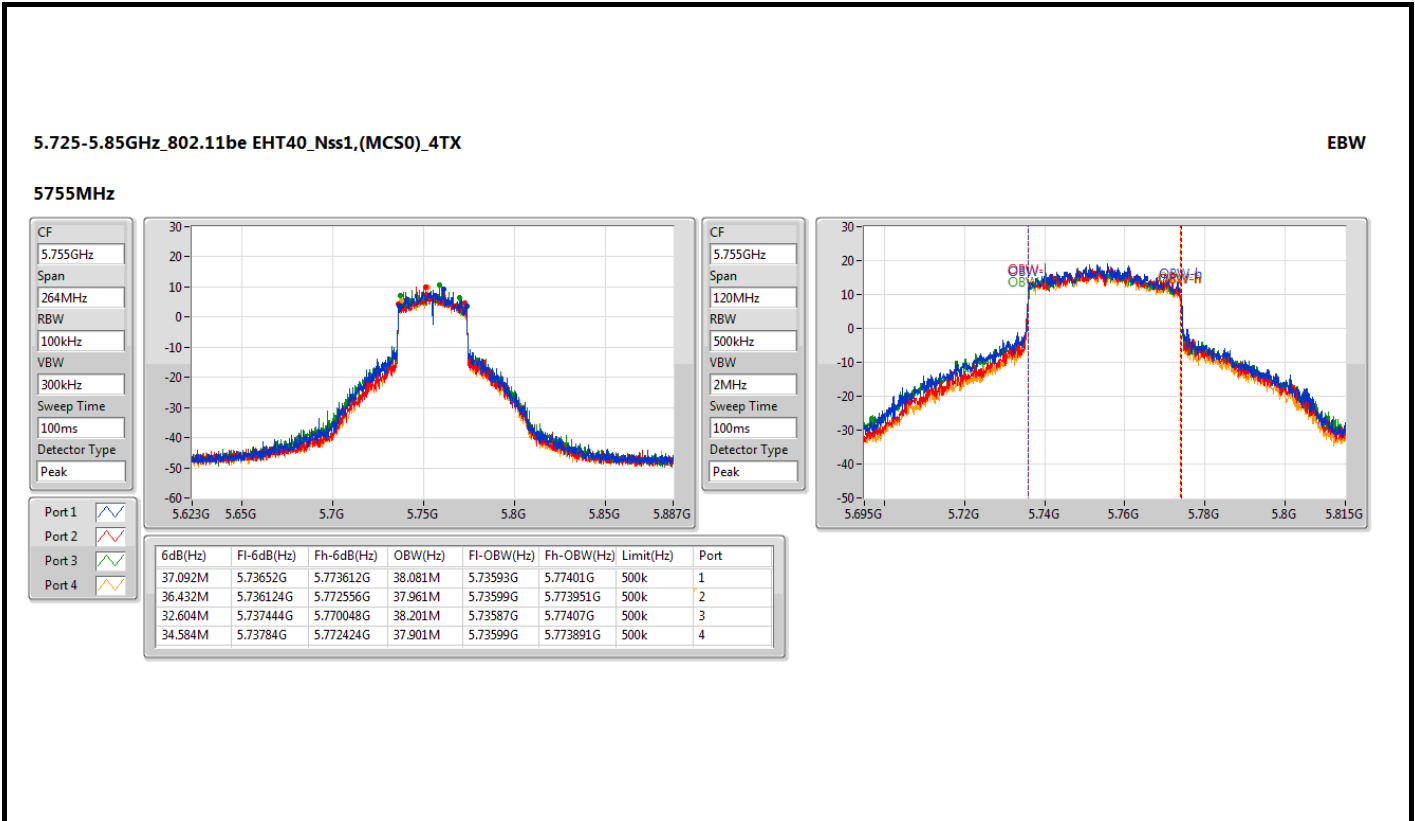 5.725-5.85GHz_802.11be EHT40_Nss1,(MCS0)_4TX EBW
5755MHz
CF
5.755GHz
Span
264MHz
RBW
100kHz
VBW
300kHz
Sweep Time
100ms
Detector Type
Peak
30
20
10
0
-10
-20
-30
-40
-50
-60
5.623G 5.65G 5.7G 5.75G 5.8G 5.85G 5.887G
CF
5.755GHz
Span
120MHz
RBW
500kHz
VBW
2MHz
Sweep Time
100ms
Detector Type
Peak
30
20
10
0
-10
-20
-30
-40
-50
OBW-l
OBW-h
5.695G 5.72G 5.74G 5.76G 5.78G 5.8G 5.815G
Port 1
Port 2
Port 3
Port 4
6dB(Hz) Fl-6dB(Hz) Fh-6dB(Hz) OBW(Hz) Fl-OBW(Hz) Fh-OBW(Hz) Limit(Hz) Port
37.092M 5.73652G 5.773612G 38.081M 5.73593G 5.77401G 500k 1
36.432M 5.736124G 5.772556G 37.961M 5.73599G 5.773951G 500k 2
32.604M 5.737444G 5.770048G 38.201M 5.73587G 5.77407G 500k 3
34.584M 5.73784G 5.772424G 37.901M 5.73599G 5.773891G 500k 4